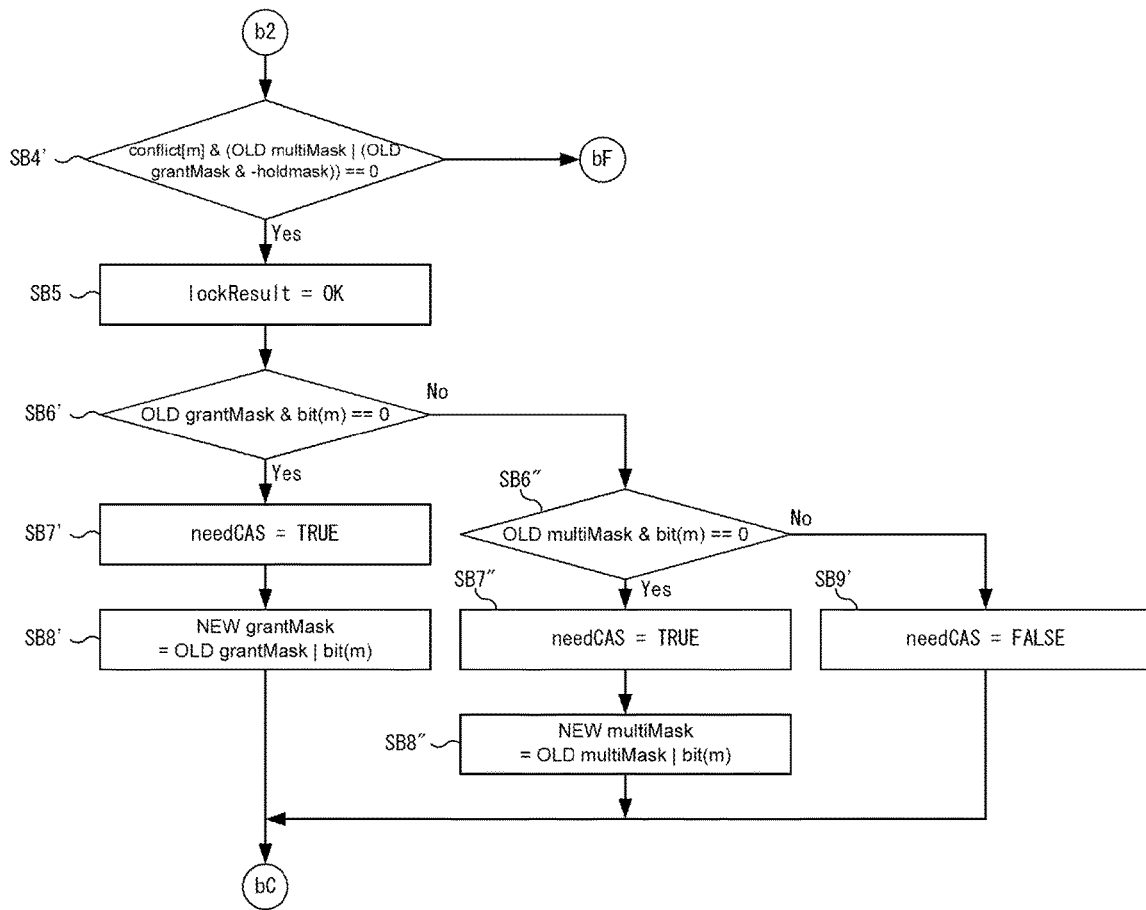 b2
SB4'
conflict[m] & (OLD multiMask | (OLD
grantMask & ~holdmask)) == 0
bF
Yes
SB5
lockResult = OK
No
SB6'
OLD grantMask & bit(m) == 0
Yes
SB6"
No
OLD multiMask & bit(m) == 0
SB7'
needCAS = TRUE
SB7"
Yes
SB9'
needCAS = TRUE
needCAS = FALSE
SB8'
NEW grantMask
= OLD grantMask | bit(m)
SB8"
NEW multiMask
= OLD multiMask | bit(m)
bC